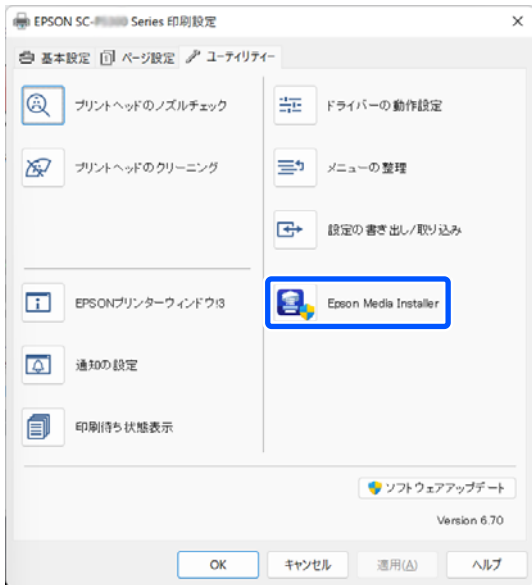 EPSON SC- Series 印刷設定
基本設定 ページ設定 ユーティリティー
プリントヘッドのノズルチェック
ドライバーの動作設定
プリントヘッドのクリーニング
メニューの整理
設定の書き出し/取り込み
EPSONプリンターウィンドウ!3
Epson Media Installer
通知の設定
印刷待ち状態表示
ソフトウェアアップデート
Version 6.70
OK キャンセル 適用(A) ヘルプ